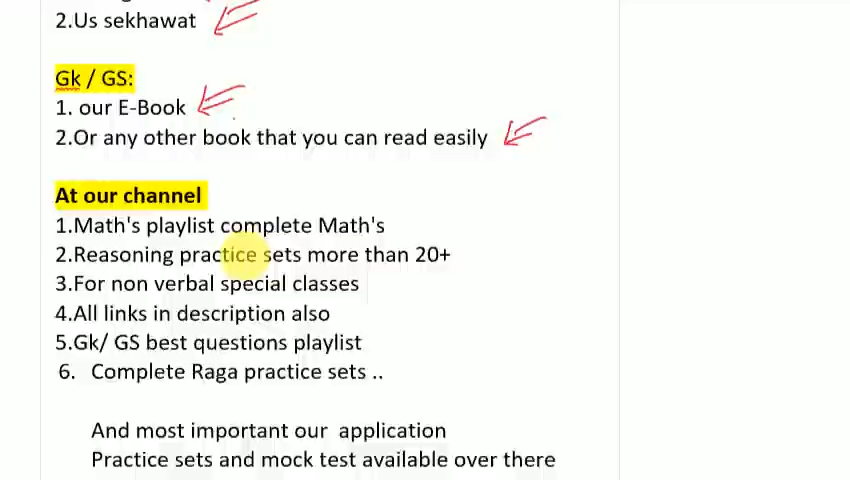 2.Us sekhawat
Gk / GS:
1. our E-Book
2.Or any other book that you can read easily
At our channel
1.Math's playlist complete Math's
2.Reasoning practice sets more than 20+
3.For non verbal special classes
4.All links in description also
5.Gk/ GS best questions playlist
6. Complete Raga practice sets ..
And most important our application
Practice sets and mock test available over there